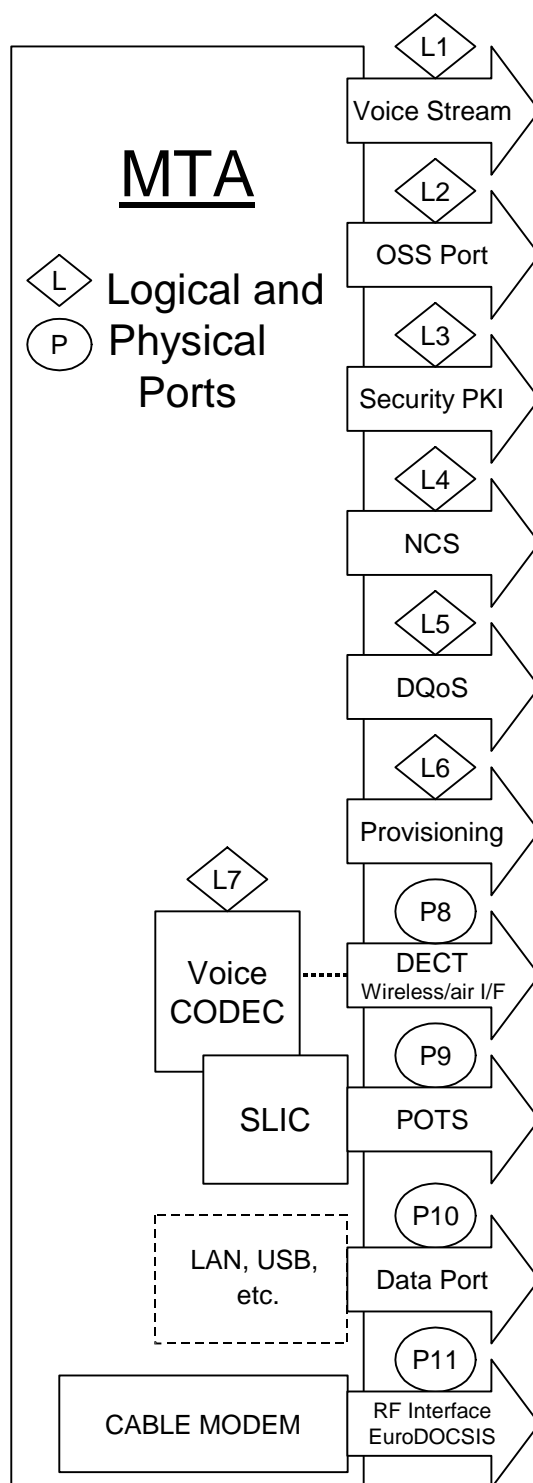 L1
Voice Stream
MTA
L2
OSS Port
L
Logical and
P
Physical
Ports
L3
Security PKI
L4
NCS
L5
DQoS
L6
Provisioning
L7
P8
Voice
CODEC
DECT
Wireless/air I/F
P9
SLIC
POTS
P10
LAN, USB,
etc.
Data Port
P11
CABLE MODEM
RF Interface
EuroDOCSIS